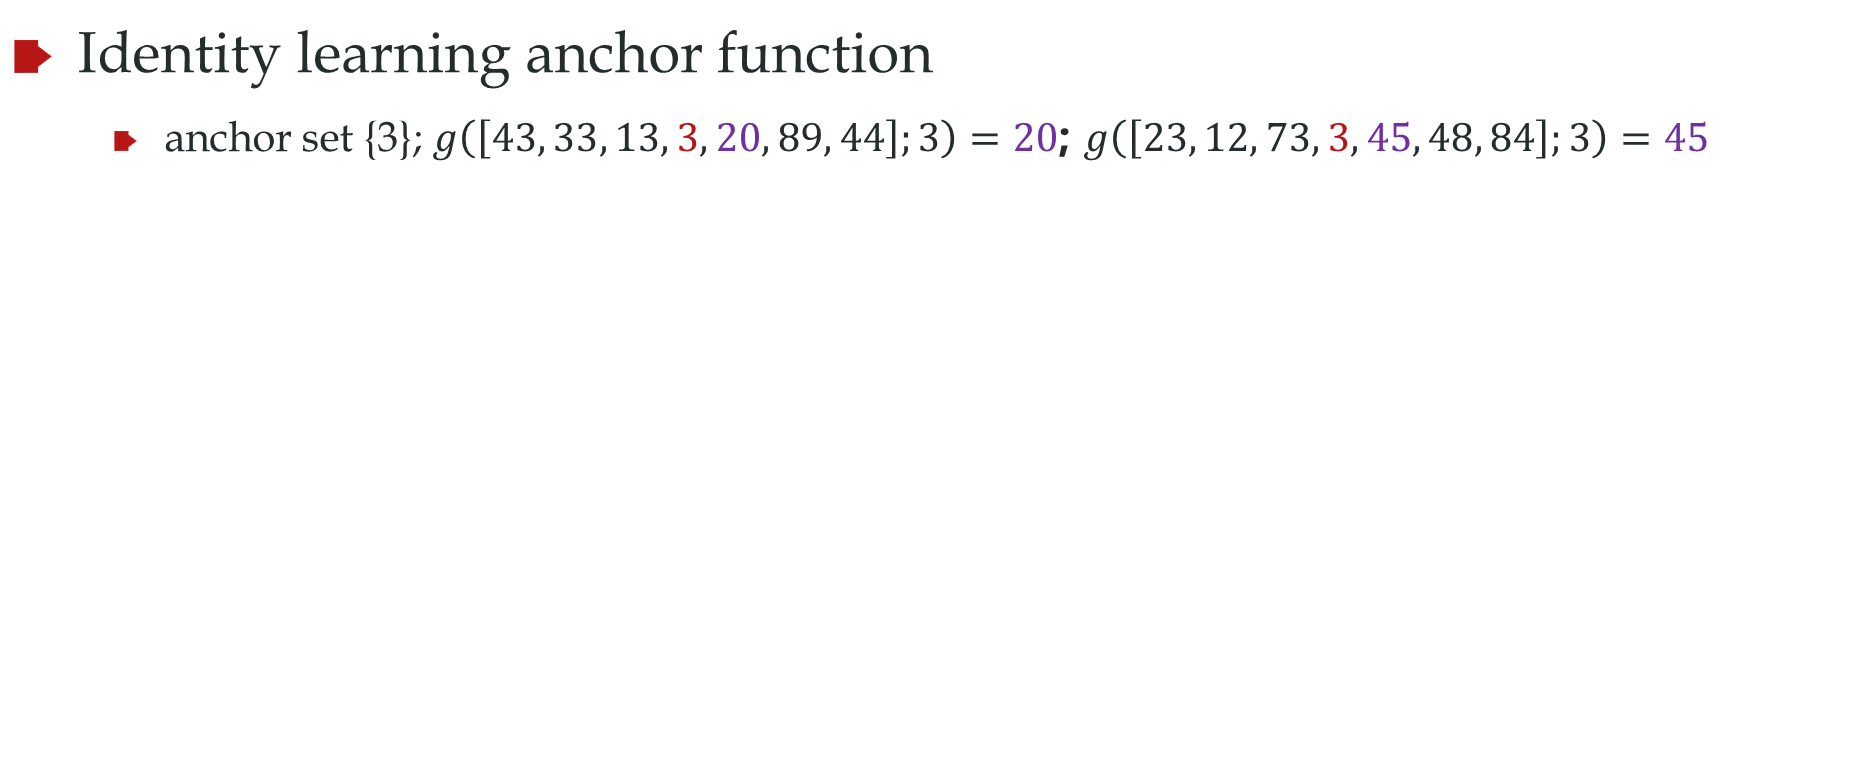 Identity learning anchor function
anchor set {3}; g([43, 33, 13, 3, 20, 89, 44]; 3) = 20; g([23, 12, 73, 3, 45, 48, 84]; 3) = 45